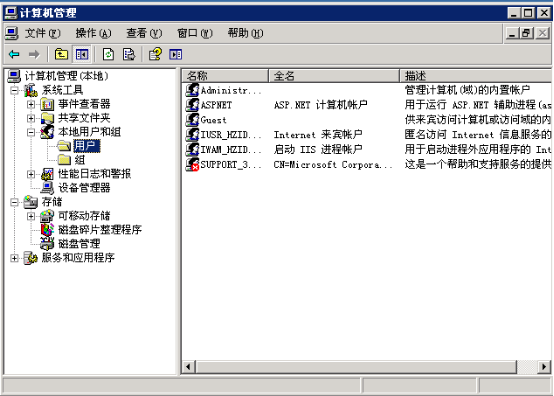 计算机管理
文件(F) 操作(A) 查看(V) 窗口(W) 帮助(H)
计算机管理(本地)
系统工具
事件查看器
共享文件夹
本地用户和组
用户
组
性能日志和警报
设备管理器
存储
可移动存储
磁盘碎片整理程序
磁盘管理
服务和应用程序
名称 全名 描述
Administr... 管理计算机(域)的内置帐户
ASPNET ASP.NET 计算机帐户 用于运行 ASP.NET 辅助进程(as
Guest 供来宾访问计算机或访问域的内
IUSR_HZID... Internet 来宾帐户 匿名访问 Internet 信息服务的
IWAM_HZID... 启动 IIS 进程帐户 用于启动进程外应用程序的 Int
SUPPORT_3... CN=Microsoft Corpora... 这是一个帮助和支持服务的提供